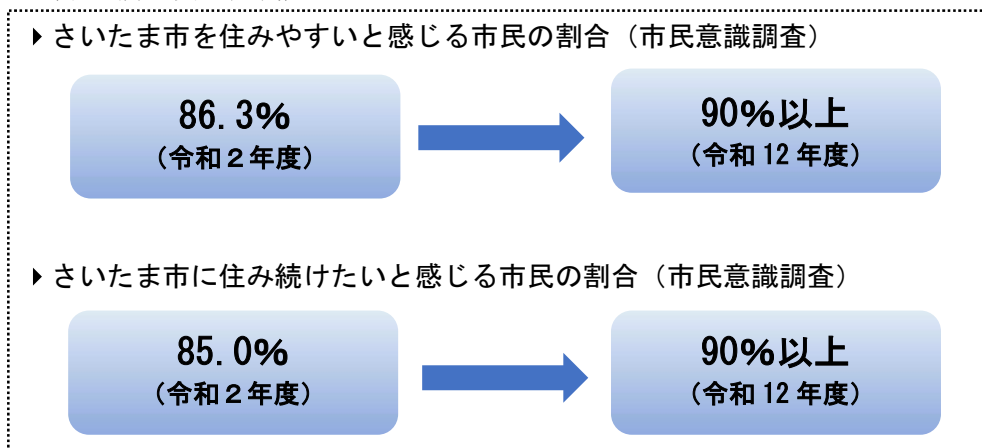 ▶さいたま市を住みやすいと感じる市民の割合（市民意識調査）
86.3%
（令和２年度）
90%以上
（令和12年度）
▶さいたま市に住み続けたいと感じる市民の割合（市民意識調査）
85.0%
（令和２年度）
90%以上
（令和12年度）